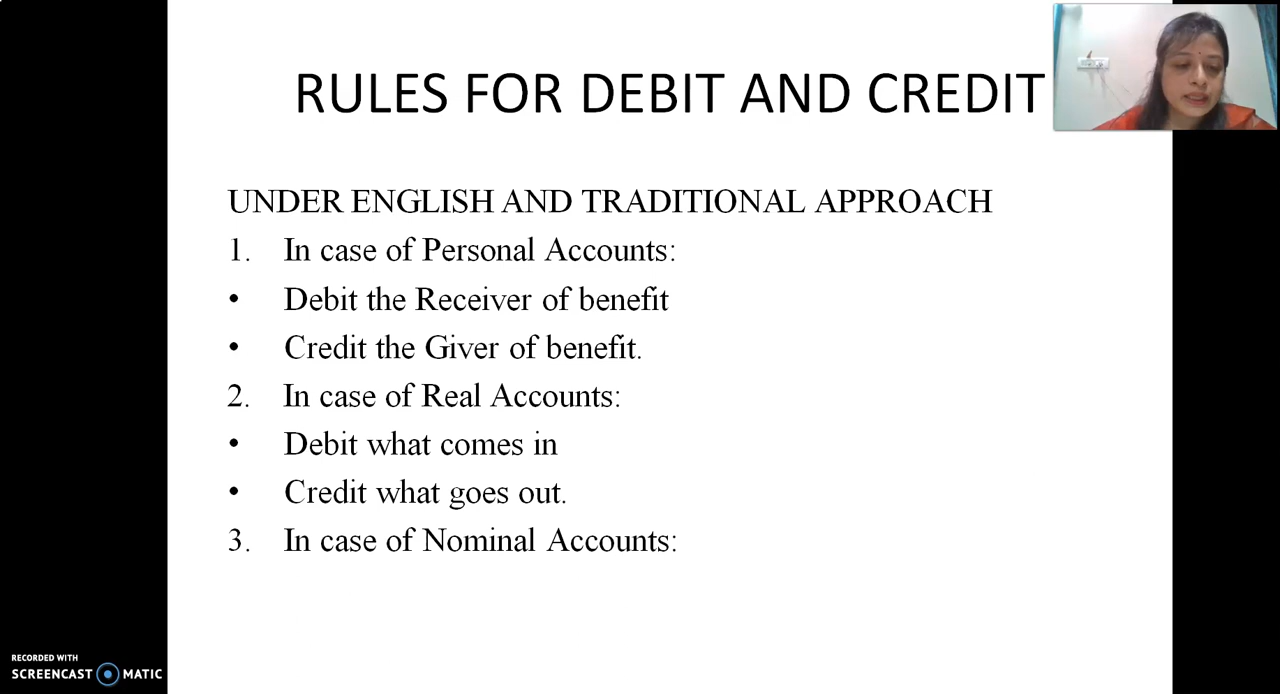 RULES FOR DEBIT AND CREDIT
UNDER ENGLISH AND TRADITIONAL APPROACH
1. In case of Personal Accounts:
• Debit the Receiver of benefit
• Credit the Giver of benefit.
2. In case of Real Accounts:
• Debit what comes in
• Credit what goes out.
3. In case of Nominal Accounts:
RECORDED WITH
SCREENCAST MATIC